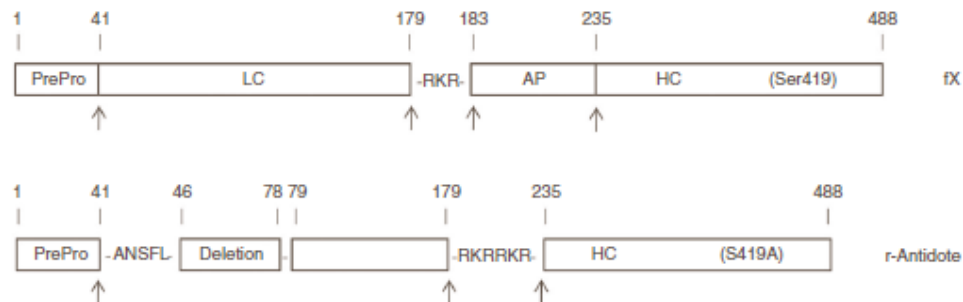 1 41 179 183 235 488
PrePro LC -RKR- AP HC (Ser419) fX
1 41 46 78 79 179 235 488
PrePro -ANSFL- Deletion - -RKRRKR- HC (S419A) r-Antidote